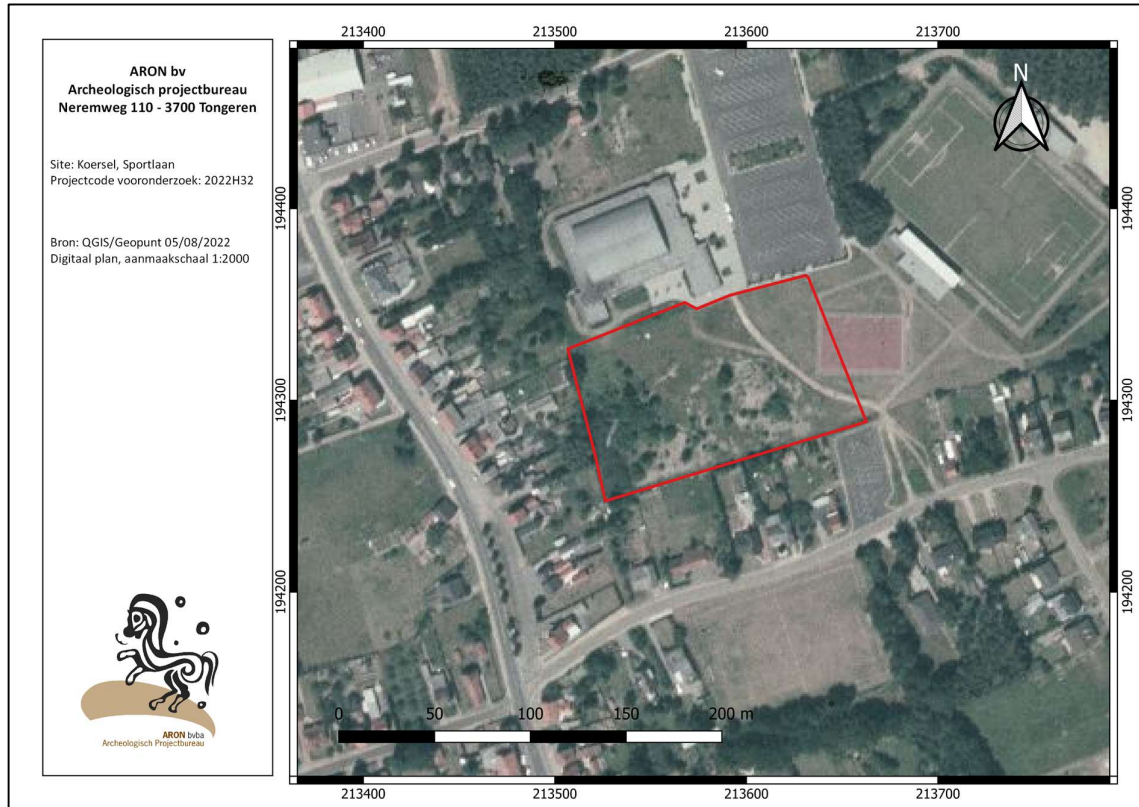 ARON bv
Archeologisch projectbureau
Neremweg 110 - 3700 Tongeren
Site: Koersel, Sportlaan
Projectcode vooronderzoek: 2022H32
Bron: QGIS/Geopunt 05/08/2022
Digitaal plan, aanmaakschaal 1:2000
ARON bvba
Archeologisch Projectbureau
213400 213500 213600 213700
194400 194400
194300 194300
194200 194200
N
0 50 100 150 200 m
213400 213500 213600 213700